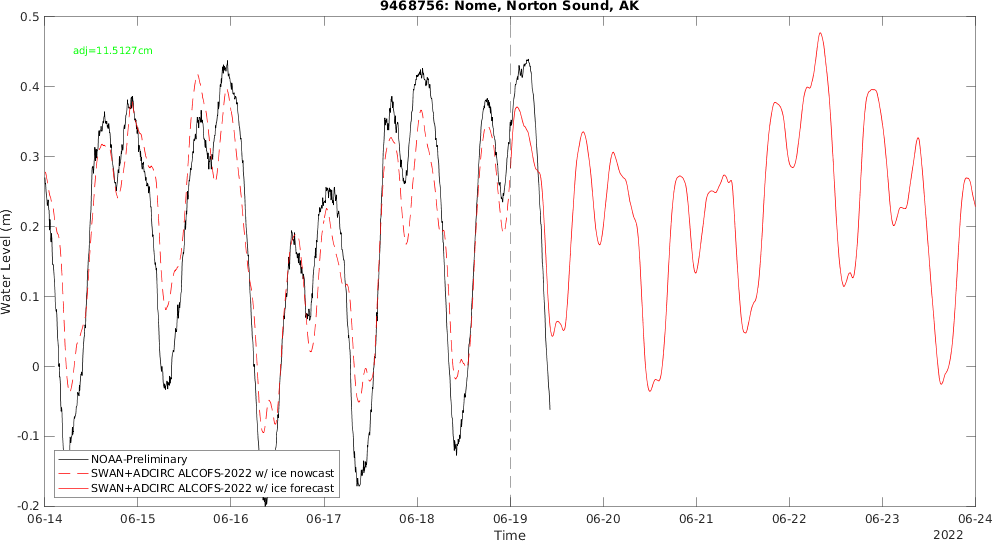 9468756: Nome, Norton Sound, AK
adj=11.5127cm
Water Level (m)
0.5
0.4
0.3
0.2
0.1
0
-0.1
-0.2
NOAA-Preliminary
SWAN+ADCIRC ALCOFS-2022 w/ ice nowcast
SWAN+ADCIRC ALCOFS-2022 w/ ice forecast
06-14 06-15 06-16 06-17 06-18 06-19 06-20 06-21 06-22 06-23 06-24
Time
2022